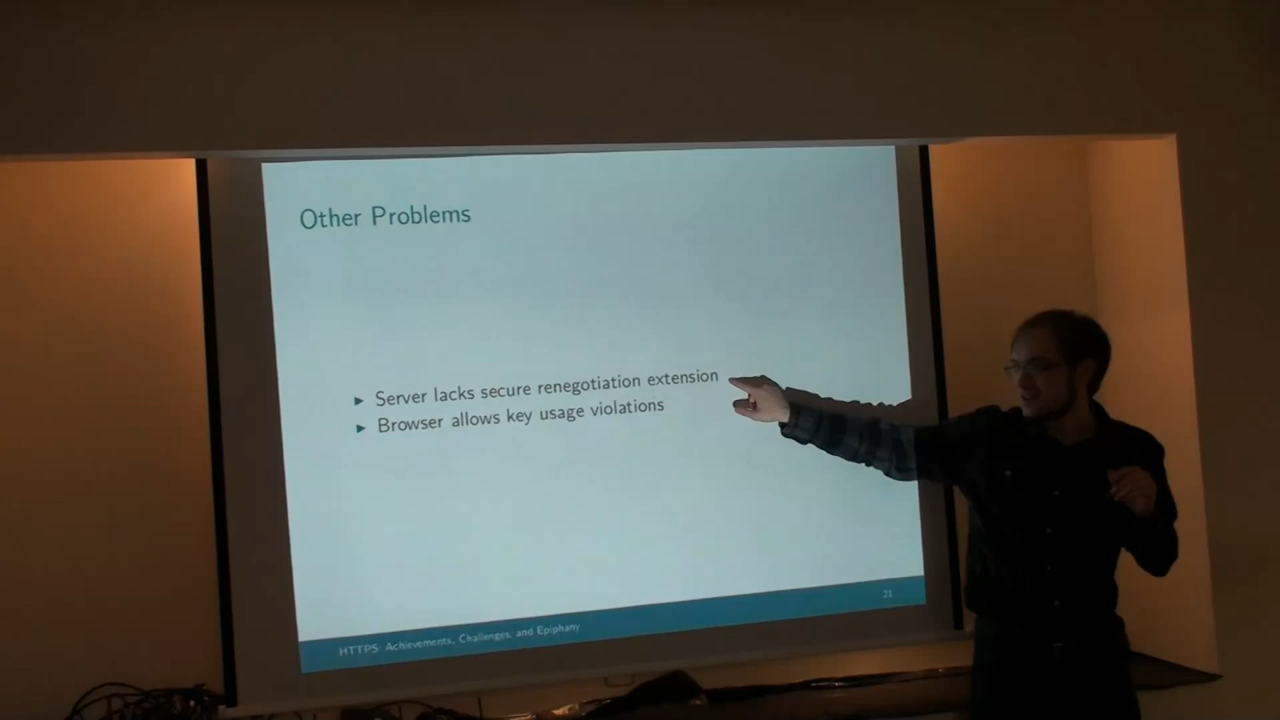 Other Problems
► Server lacks secure renegotiation extension
► Browser allows key usage violations
21
HTTPS: Achievements, Challenges, and Epiphany